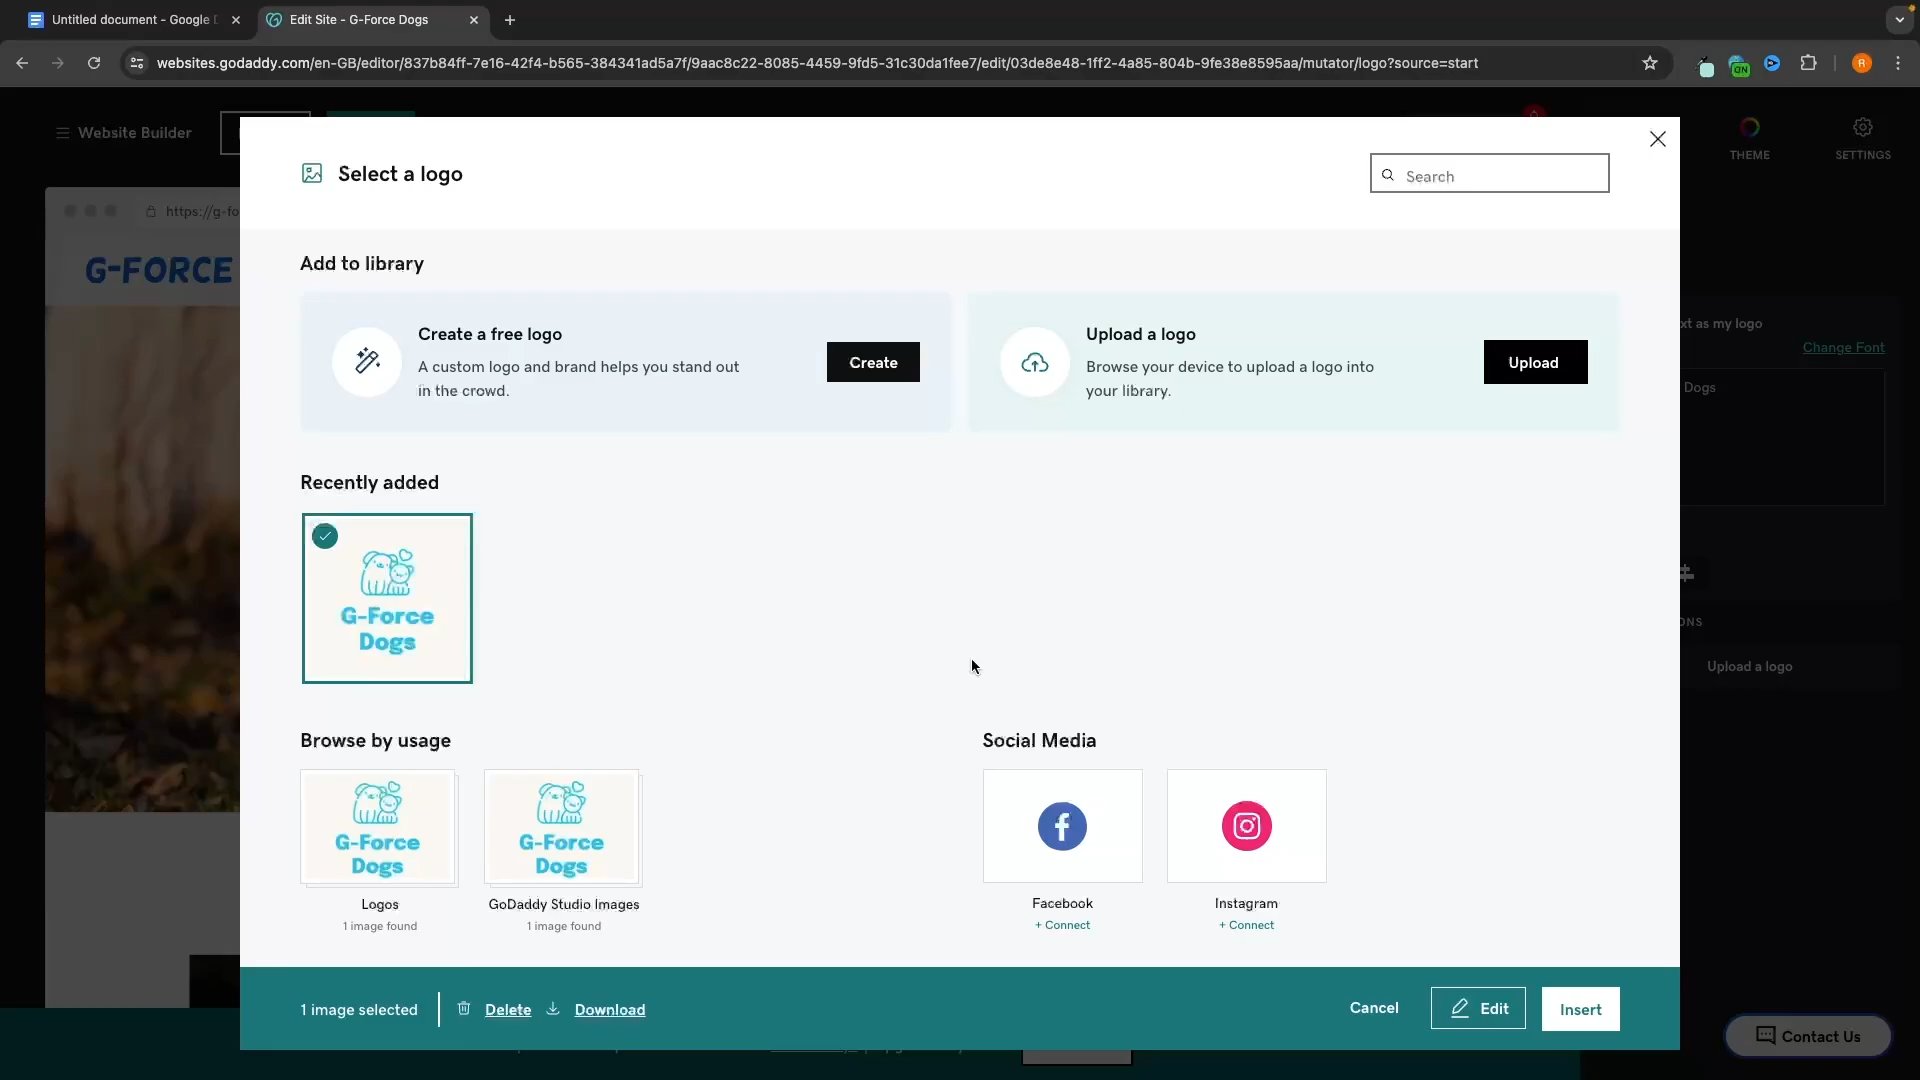 Untitled document - Google D
Edit Site - G-Force Dogs
websites.godaddy.com/en-GB/editor/837b84ff-7e16-42f4-b565-384341ad5a7f/9aac8c22-8085-4459-9fd5-31c30da1fee7/edit/03de8e48-1ff2-4a85-804b-9fe38e8595aa/mutator/logo?source=start
ON
R
Website Builder
THEME
SETTINGS
https://g-fo
G-FORCE
Select a logo
Search
Add to library
Create a free logo
A custom logo and brand helps you stand out
in the crowd.
Create
Upload a logo
Browse your device to upload a logo into
your library.
Upload
xt as my logo
Change Font
Dogs
ONS
Upload a logo
Recently added
G-Force
Dogs
Browse by usage
Social Media
G-Force
Dogs
G-Force
Dogs
Logos
1 image found
GoDaddy Studio Images
1 image found
Facebook
+ Connect
Instagram
+ Connect
1 image selected
Delete
Download
Cancel
Edit
Insert
Contact Us